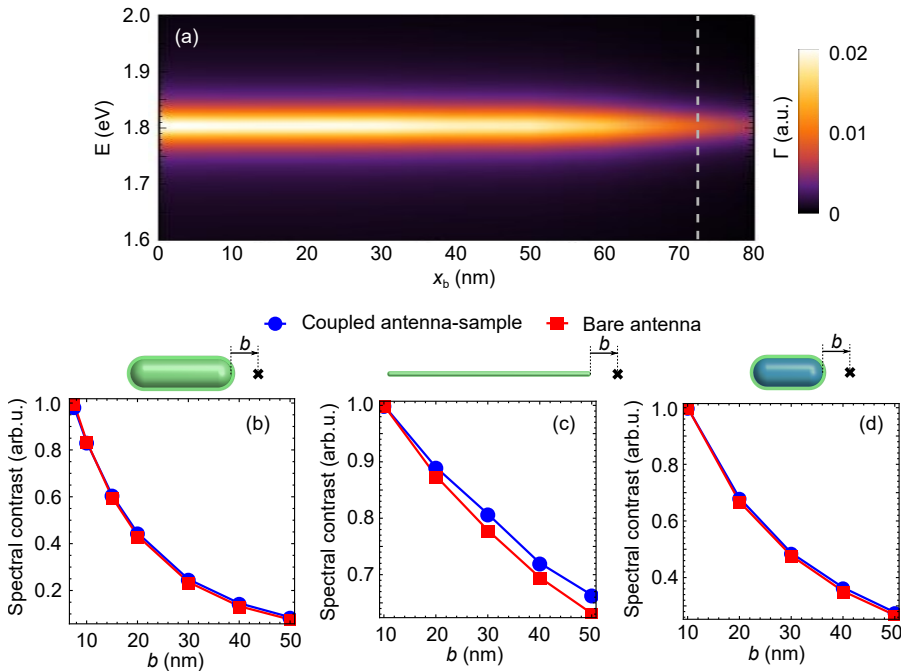 (a)
2.0
1.9
1.8
1.7
1.6
E (eV)
0 10 20 30 40 50 60 70 80
x_b (nm)
0.02
0.01
0
Γ (a.u.)
Coupled antenna-sample
Bare antenna
b
b
b
(b)
1.0
0.8
0.6
0.4
0.2
Spectral contrast (arb.u.)
10 20 30 40 50
b (nm)
(c)
1.0
0.9
0.8
0.7
Spectral contrast (arb.u.)
10 20 30 40 50
b (nm)
(d)
1.0
0.8
0.6
0.4
Spectral contrast (arb.u.)
10 20 30 40 50
b (nm)